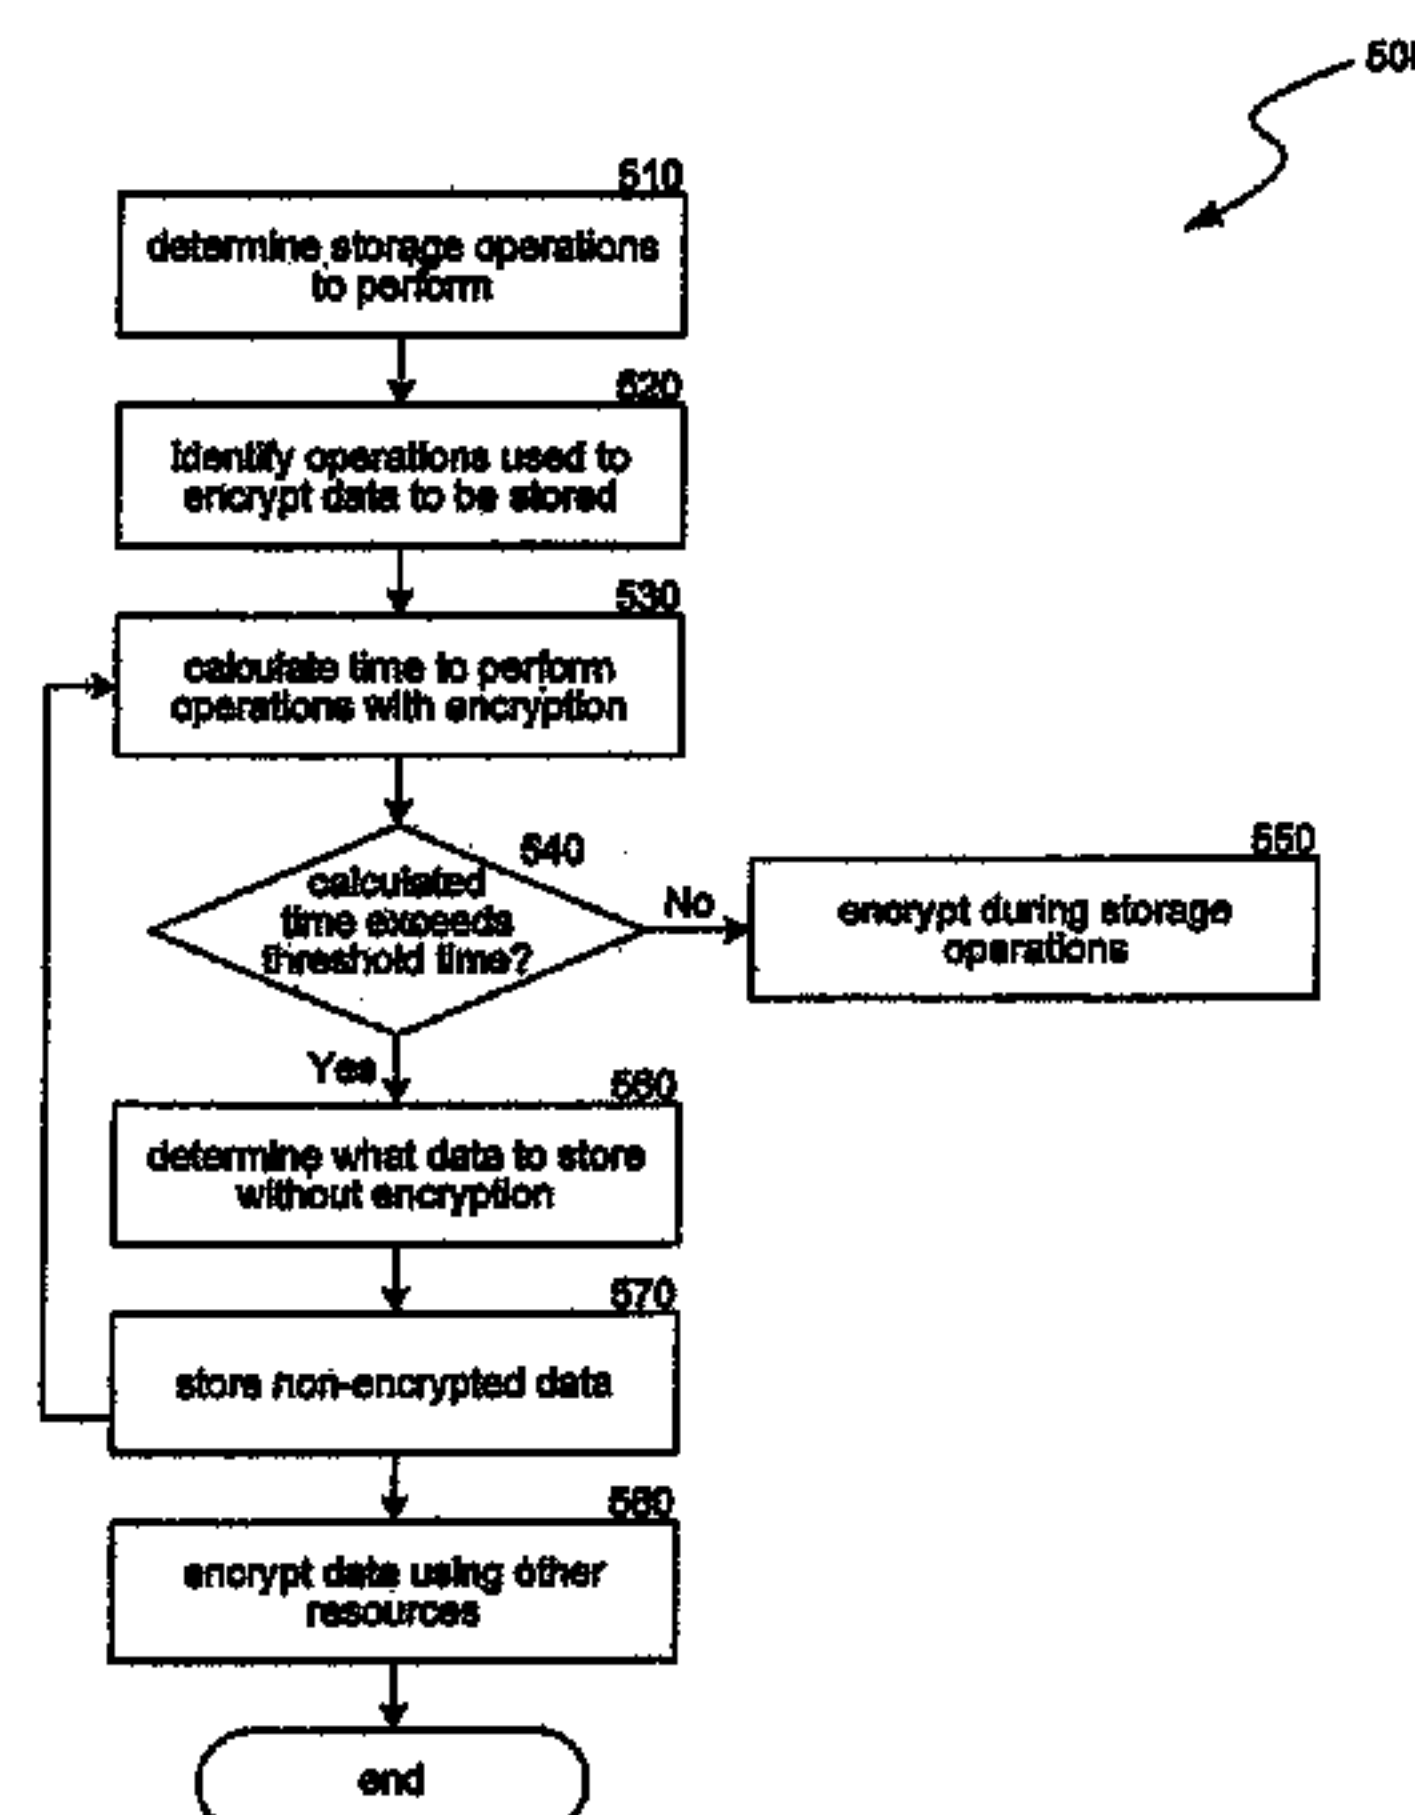 510
determine storage operations
to perform
520
identify operations used to
encrypt data to be stored
530
calculate time to perform
operations with encryption
540
calculated
time exceeds
threshold time?
No
550
encrypt during storage
operations
Yes
560
determine what data to store
without encryption
570
store non-encrypted data
580
encrypt data using other
resources
end